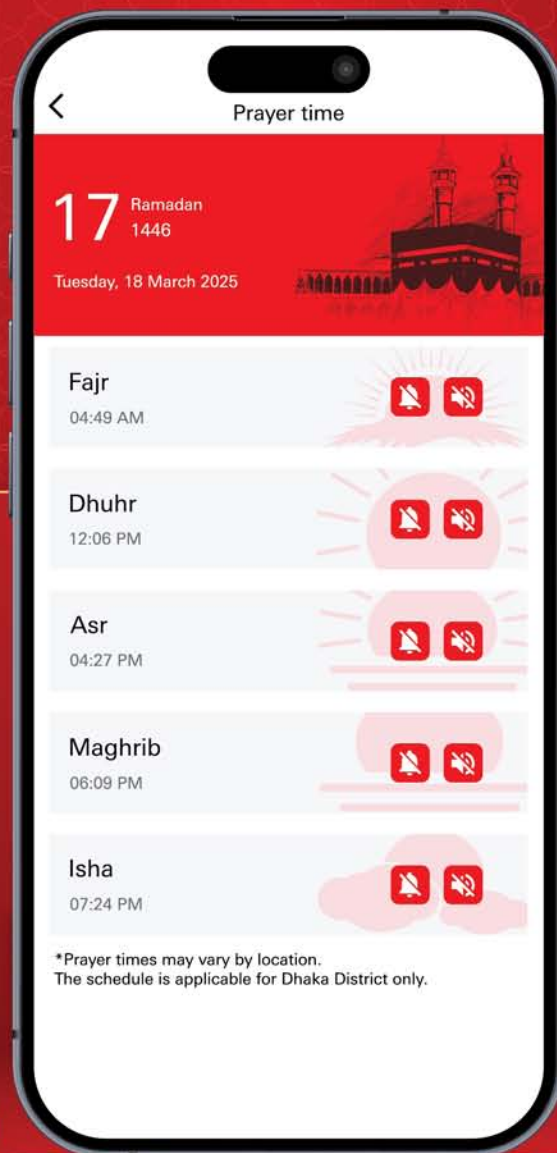 Prayer time
17
Ramadan
1446
Tuesday, 18 March 2025
Fajr
04:49 AM
Dhuhr
12:06 PM
Asr
04:27 PM
Maghrib
06:09 PM
Isha
07:24 PM
*Prayer times may vary by location.
The schedule is applicable for Dhaka District only.